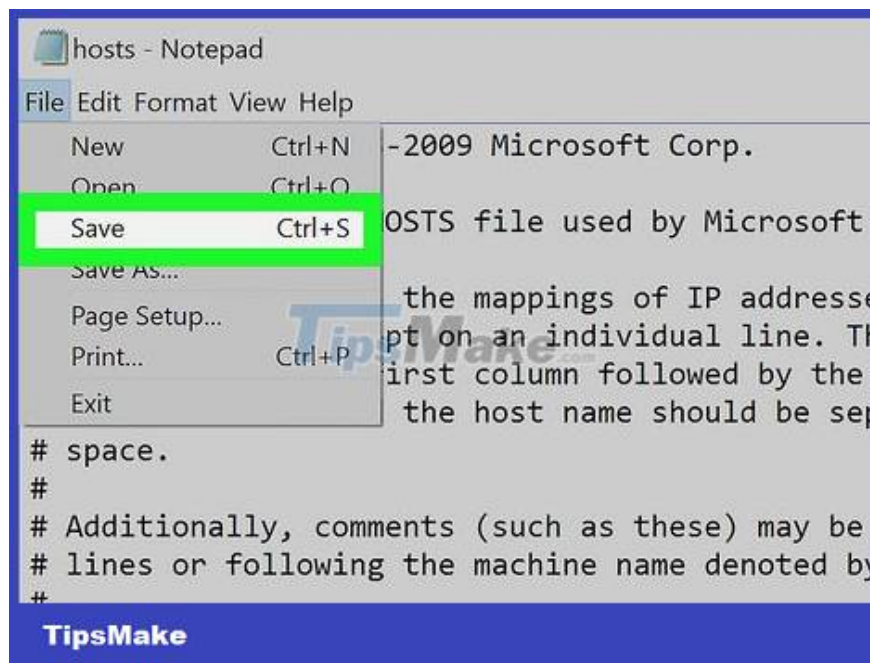 hosts - Notepad
File Edit Format View Help
New Ctrl+N
-2009 Microsoft Corp.
Open Ctrl+O
Save Ctrl+S
OSTS file used by Microsoft
Save As...
the mappings of IP addresse
Page Setup...
pt on an individual line. Th
TipsMake.com
Print... Ctrl+P
irst column followed by the
Exit
the host name should be sep
# space.
#
# Additionally, comments (such as these) may be
# lines or following the machine name denoted by
#
TipsMake